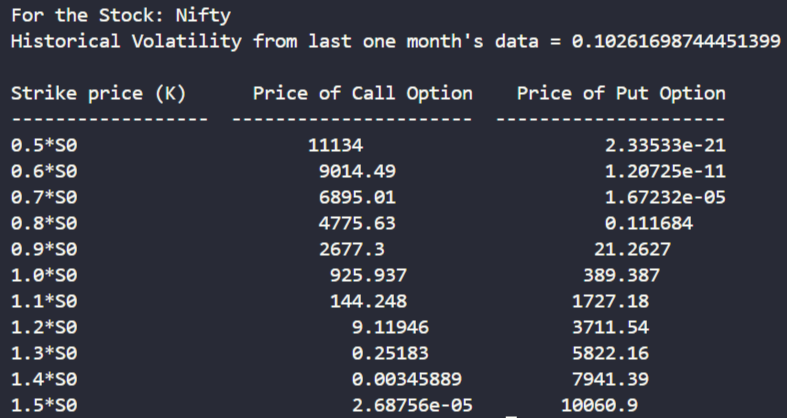 For the Stock: Nifty
Historical Volatility from last one month's data = 0.10261698744451399
Strike price (K) Price of Call Option Price of Put Option
------------------ ---------------------- ---------------------
0.5*S0 11134 2.33533e-21
0.6*S0 9014.49 1.20725e-11
0.7*S0 6895.01 1.67232e-05
0.8*S0 4775.63 0.111684
0.9*S0 2677.3 21.2627
1.0*S0 925.937 389.387
1.1*S0 144.248 1727.18
1.2*S0 9.11946 3711.54
1.3*S0 0.25183 5822.16
1.4*S0 0.00345889 7941.39
1.5*S0 2.68756e-05 10060.9